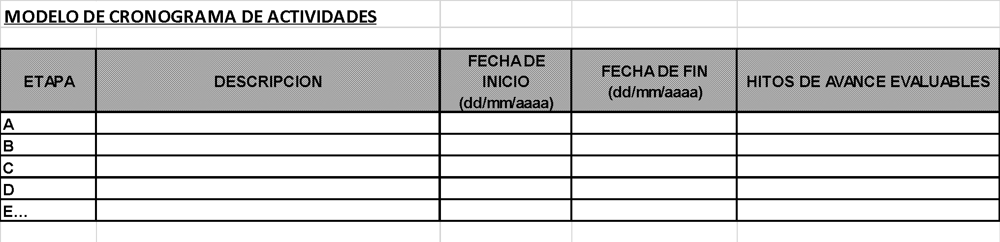 MODELO DE CRONOGRAMA DE ACTIVIDADES
ETAPA
DESCRIPCION
FECHA DE
INICIO
(dd/mm/aaaa)
FECHA DE FIN
(dd/mm/aaaa)
HITOS DE AVANCE EVALUABLES
A
B
C
D
E...